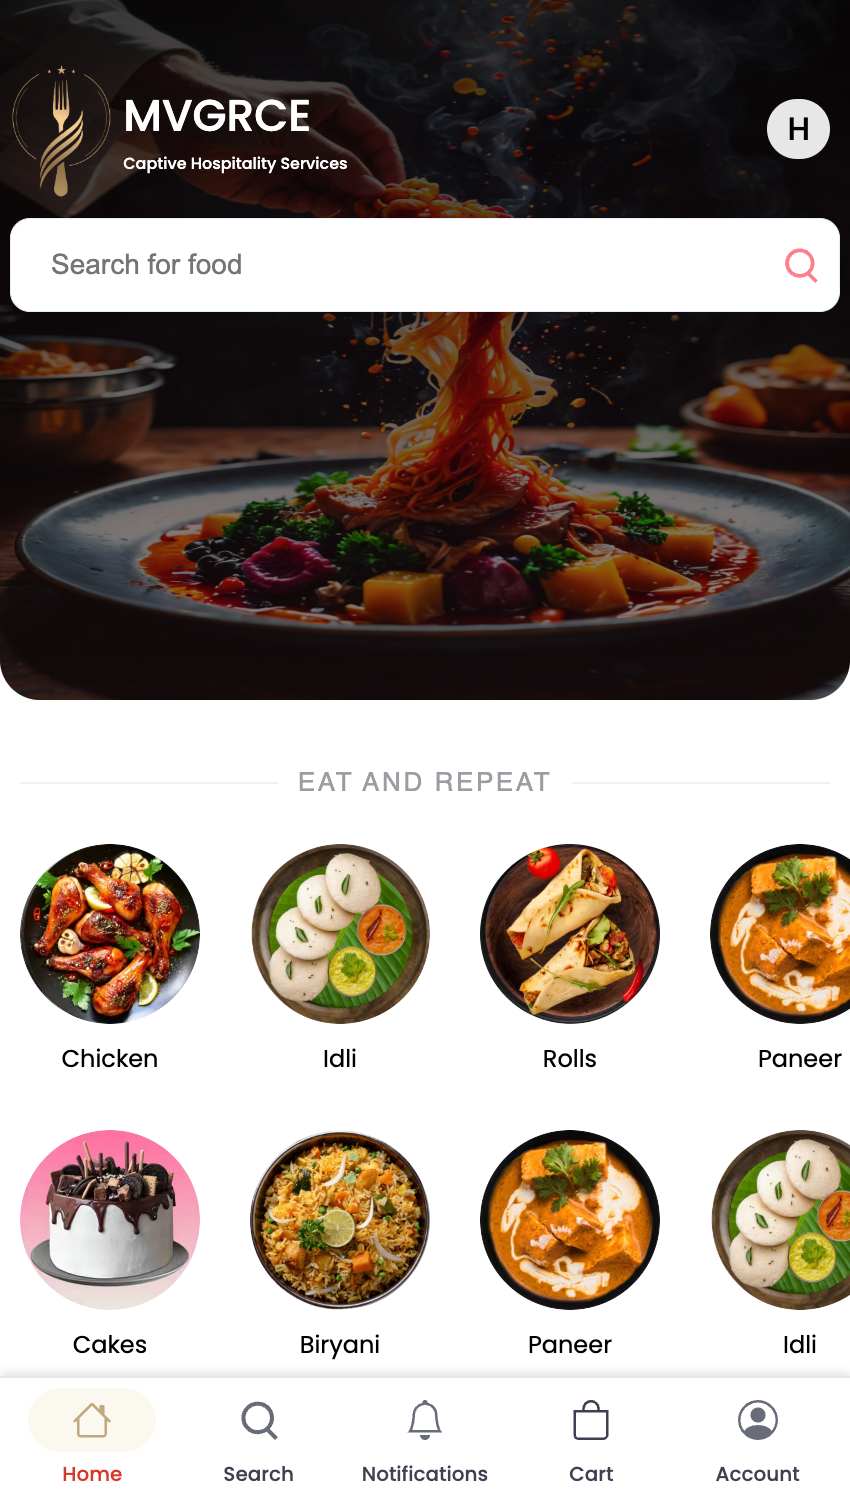 MVGRCE
Captive Hospitality Services
H
Search for food
EAT AND REPEAT
Chicken
Idli
Rolls
Paneer
Cakes
Biryani
Paneer
Idli
Home
Search
Notifications
Cart
Account